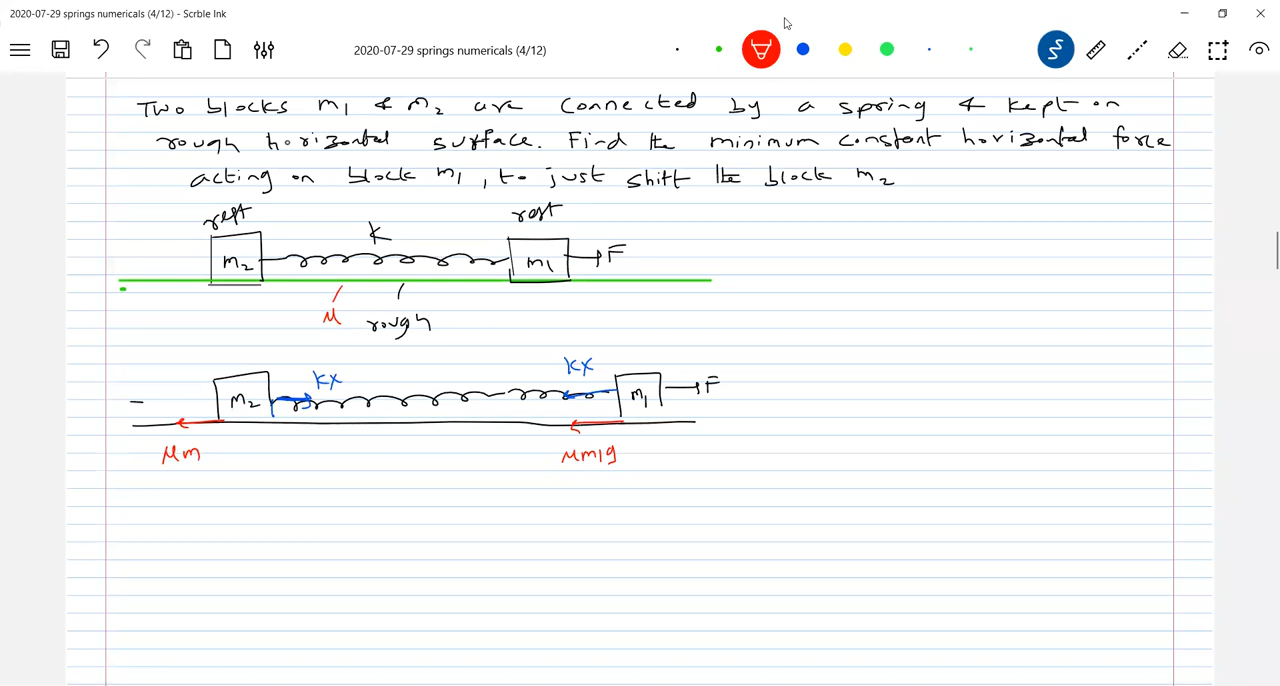 2020-07-29 springs numericals (4/12) - Scrble Ink
2020-07-29 springs numericals (4/12)
Two blocks m1 & m2 are connected by a spring & kept on
rough horizontal surface. Find the minimum constant horizontal force
acting on block m1, to just shift the block m2
rest rest
K
m2 m1 F
μ rough
Kx Kx
m2 m1 F
μm μm1g